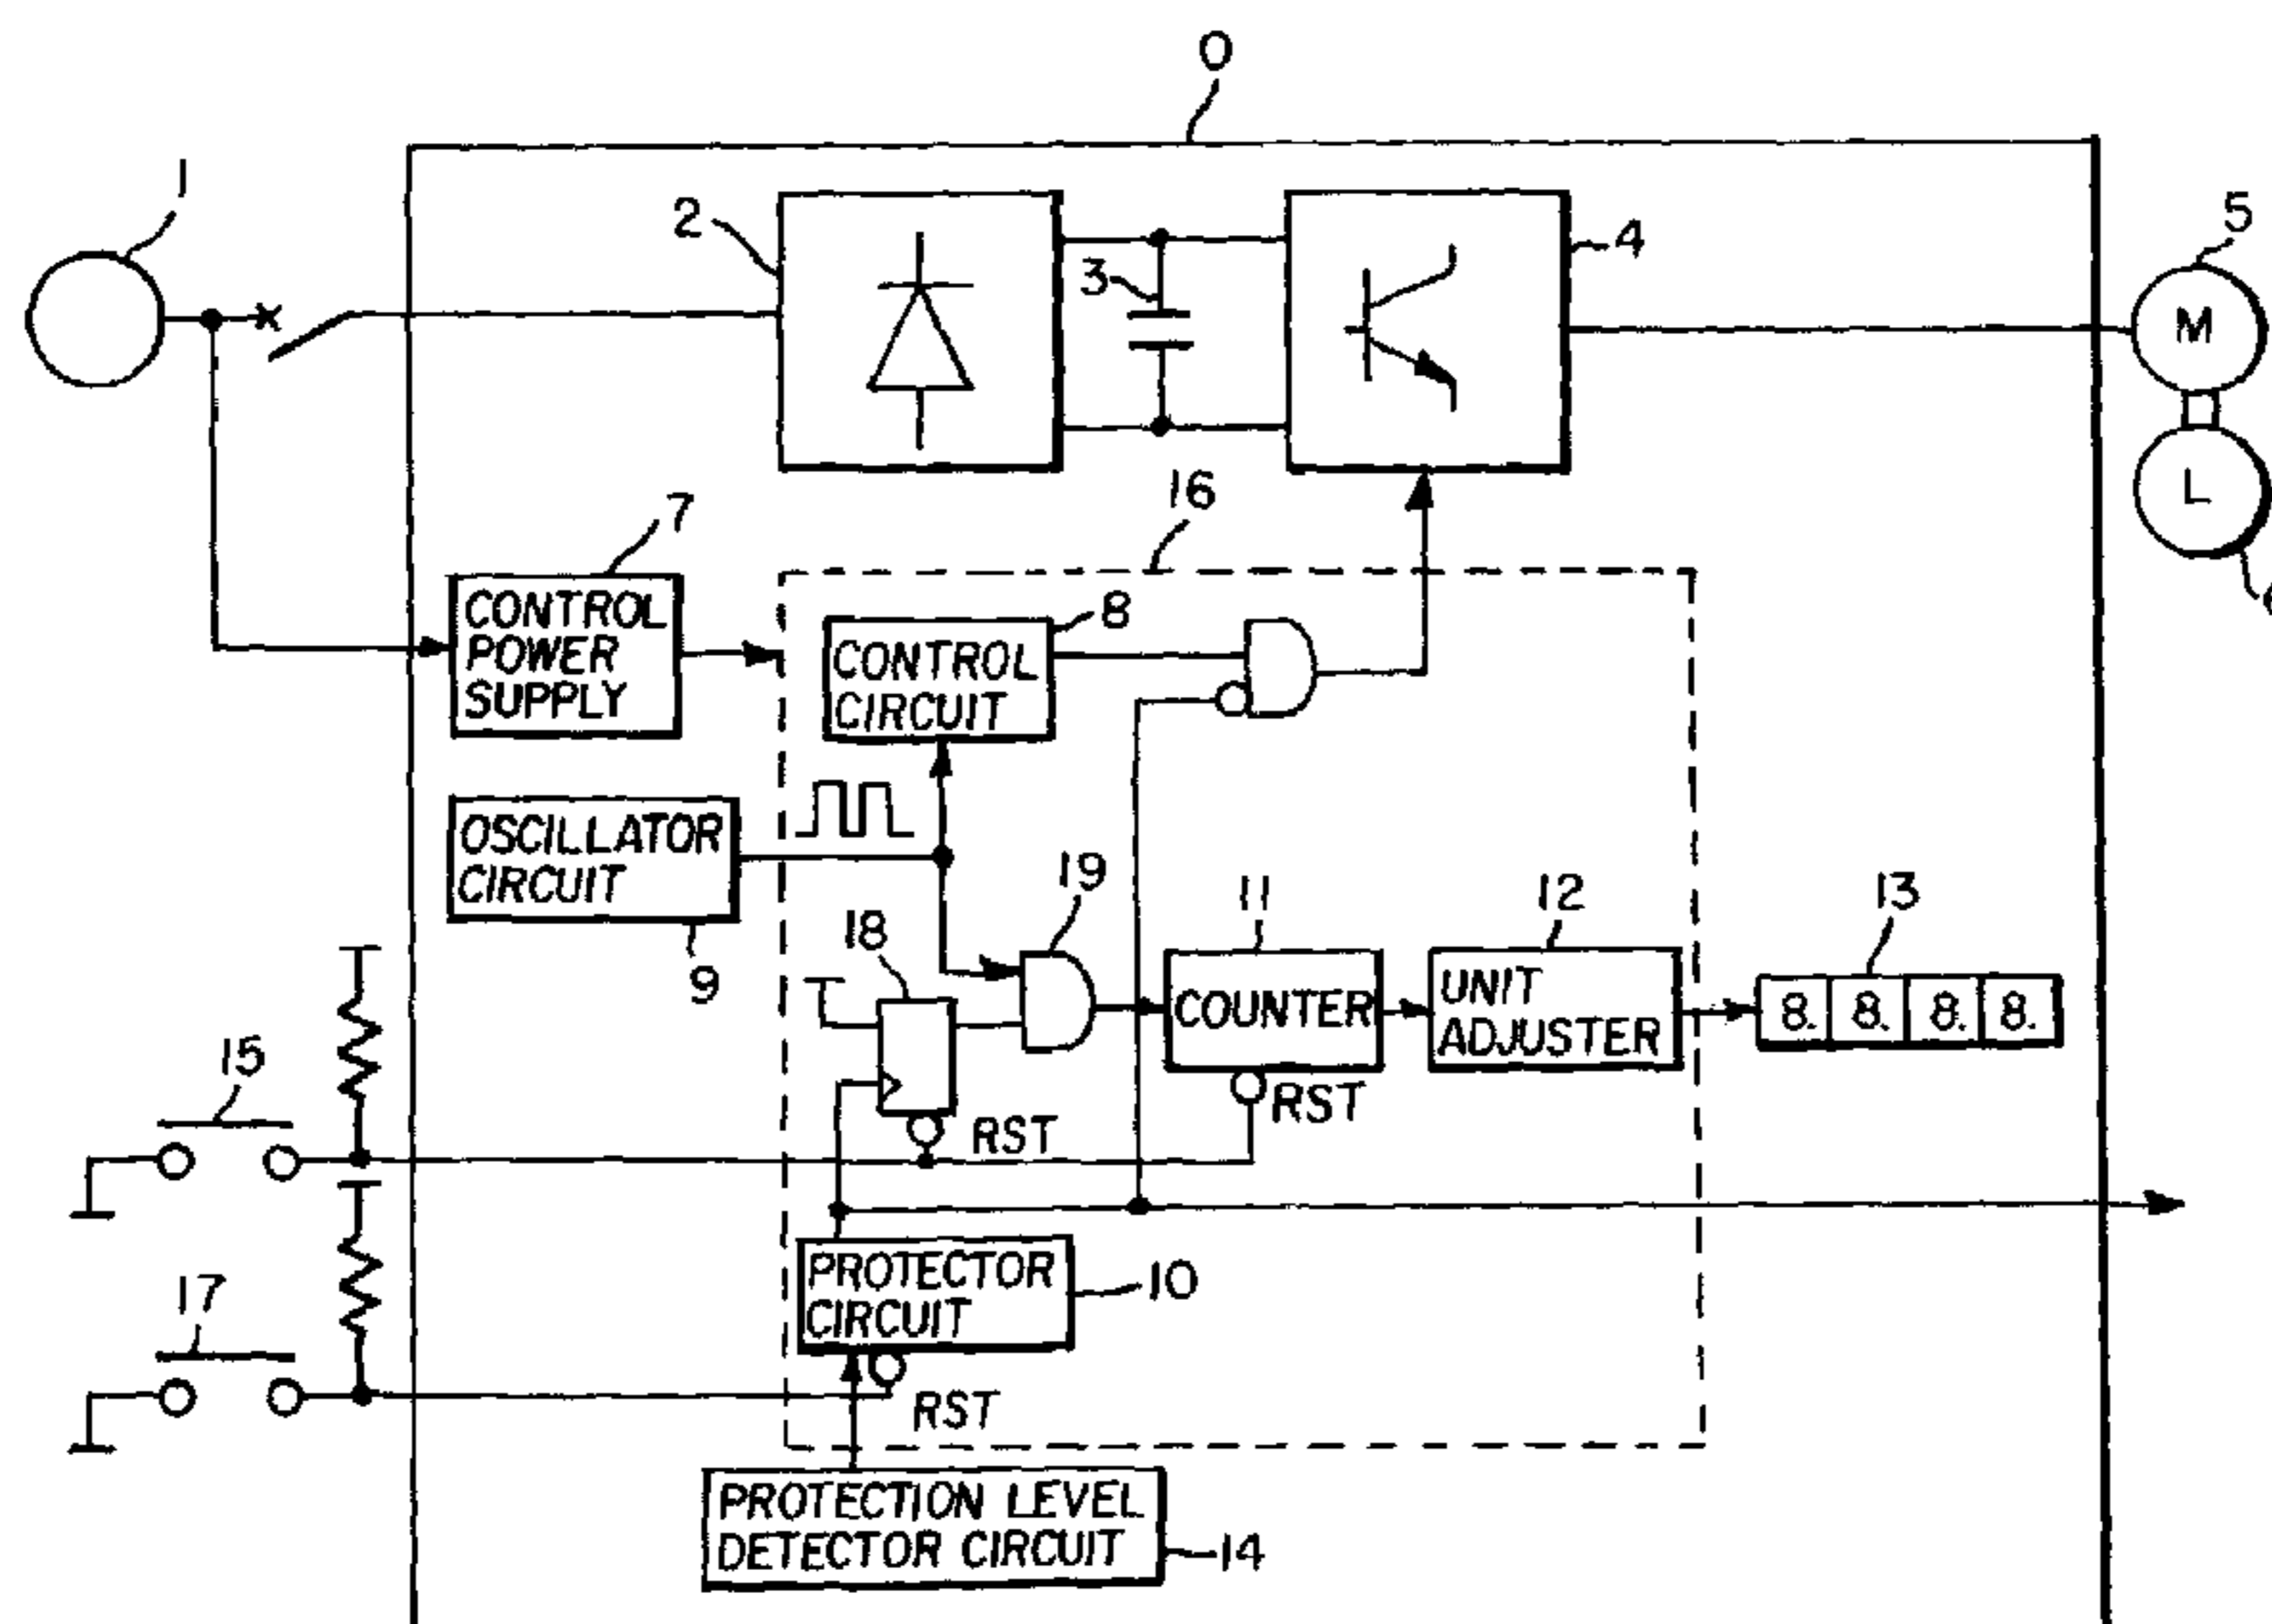 0
1
2
3
4
5
M
L
7
16
CONTROL
POWER
SUPPLY
8
CONTROL
CIRCUIT
OSCILLATOR
CIRCUIT
9
18
19
11
12
13
COUNTER
UNIT
ADJUSTER
8. 8. 8. 8.
15
RST
RST
17
PROTECTOR
CIRCUIT
10
RST
PROTECTION LEVEL
DETECTOR CIRCUIT
14